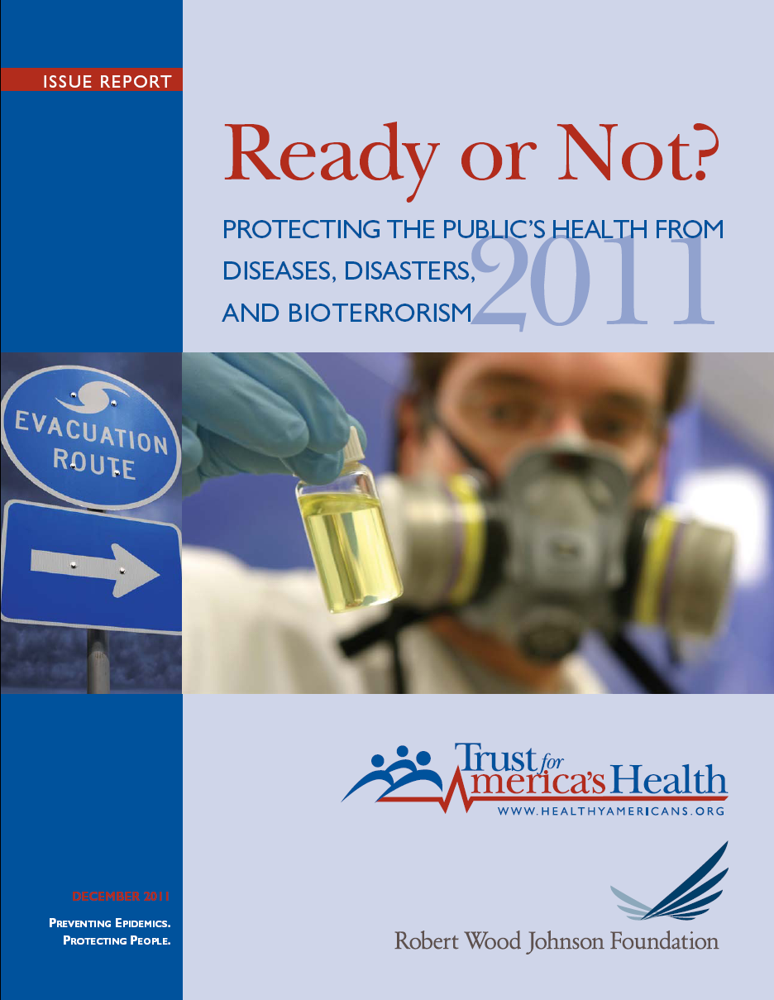 ISSUE REPORT
Ready or Not?
PROTECTING THE PUBLIC’S HEALTH FROM
DISEASES, DISASTERS,
AND BIOTERRORISM
2011
EVACUATION
ROUTE
Trust for
America's Health
WWW.HEALTHYAMERICANS.ORG
DECEMBER 2011
PREVENTING EPIDEMICS.
PROTECTING PEOPLE.
Robert Wood Johnson Foundation